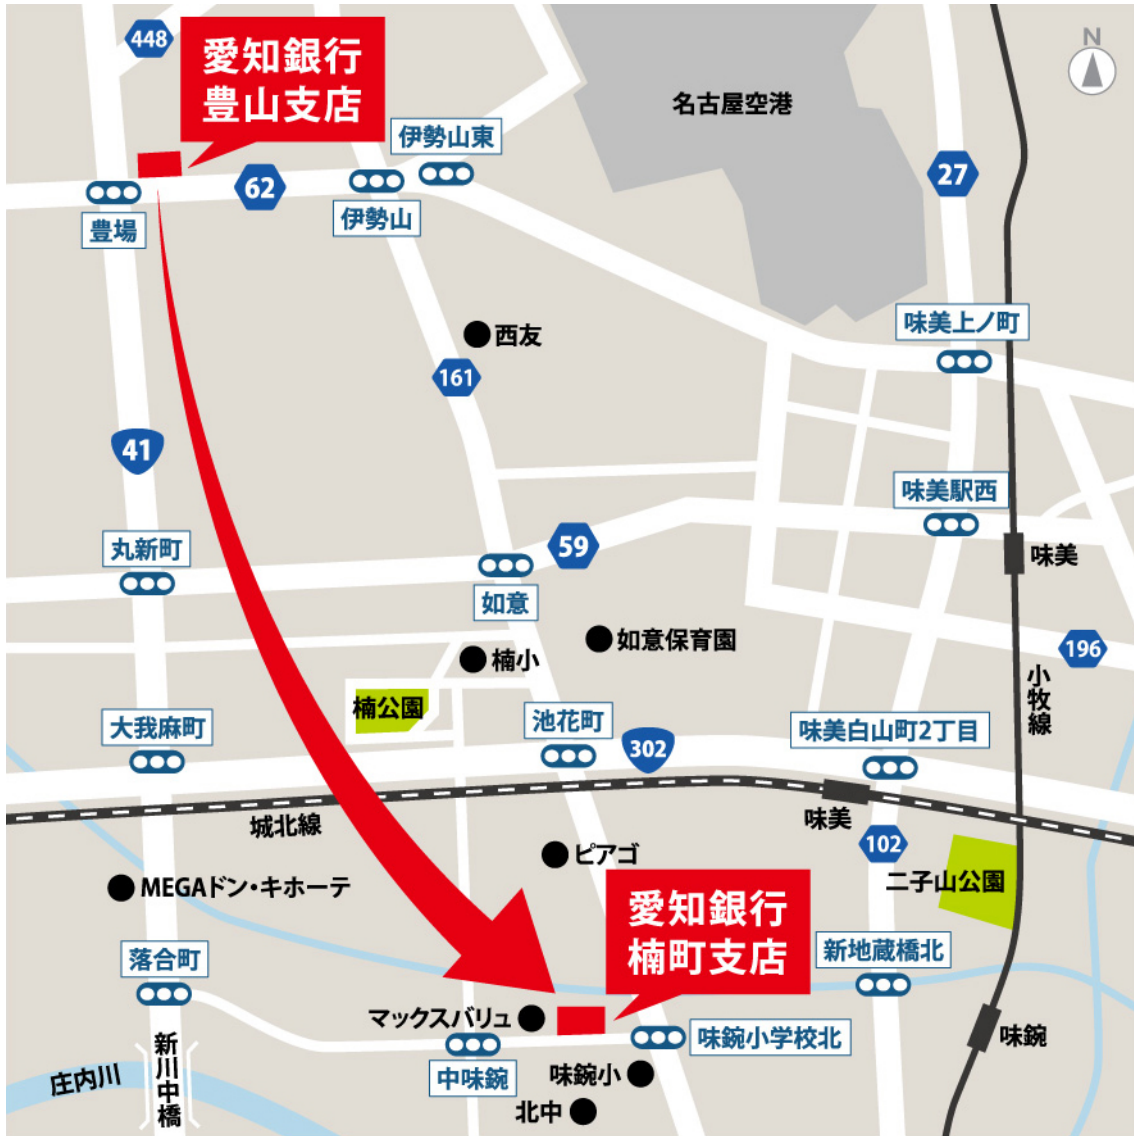 448
愛知銀行
豊山支店
N
名古屋空港
伊勢山東
62
27
豊場
伊勢山
味美上ノ町
西友
161
41
味美駅西
丸新町
59
味美
如意
如意保育園
楠小
196
小牧線
楠公園
大我麻町
池花町
302
味美白山町2丁目
城北線
味美
102
ピアゴ
MEGAドン・キホーテ
二子山公園
愛知銀行
楠町支店
落合町
新地蔵橋北
マックスバリュ
味鋺小学校北
味鋺
新川中橋
庄内川
中味鋺
味鋺小
北中